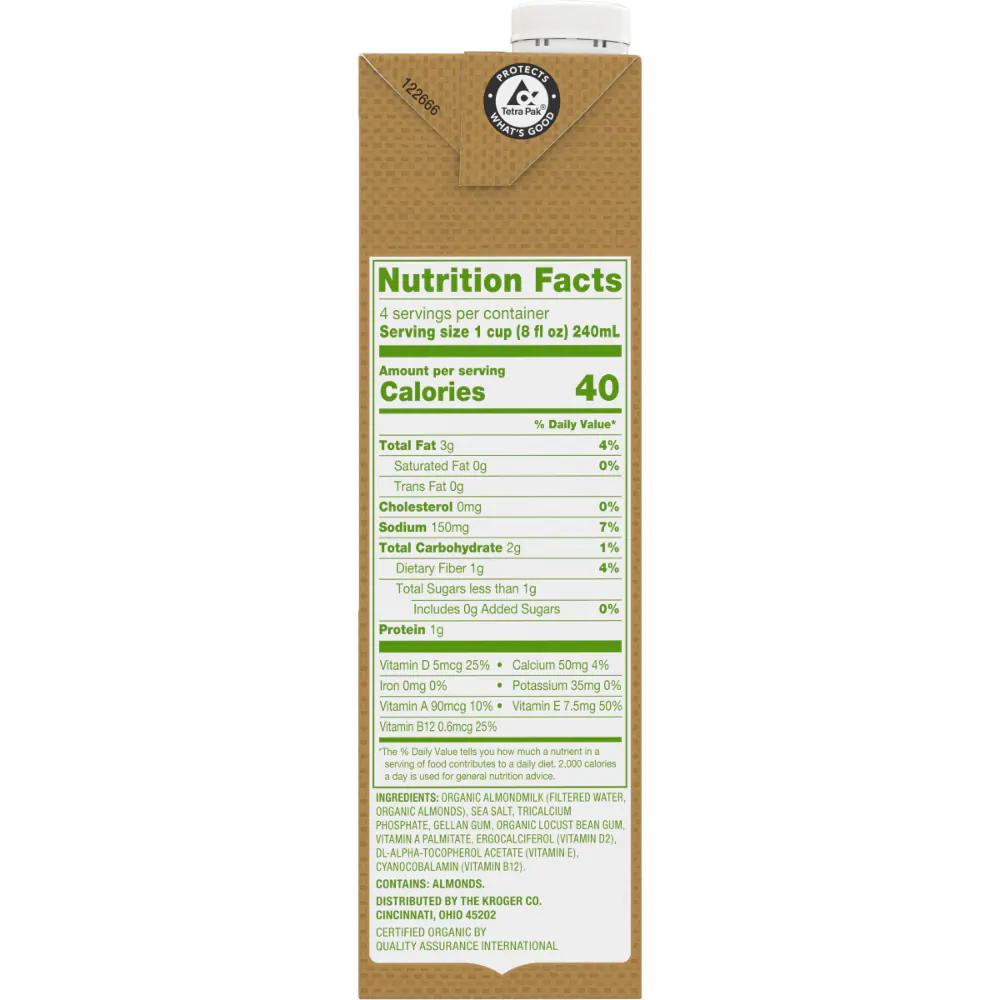 122666
PROTECTS
Tetra Pak®
WHAT'S GOOD
Nutrition Facts
4 servings per container
Serving size 1 cup (8 fl oz) 240mL
Amount per serving
Calories 40
% Daily Value*
Total Fat 3g 4%
Saturated Fat 0g 0%
Trans Fat 0g
Cholesterol 0mg 0%
Sodium 150mg 7%
Total Carbohydrate 2g 1%
Dietary Fiber 1g 4%
Total Sugars less than 1g
Includes 0g Added Sugars 0%
Protein 1g
Vitamin D 5mcg 25% • Calcium 50mg 4%
Iron 0mg 0% • Potassium 35mg 0%
Vitamin A 90mcg 10% • Vitamin E 7.5mg 50%
Vitamin B12 0.6mcg 25%
*The % Daily Value tells you how much a nutrient in a
serving of food contributes to a daily diet. 2,000 calories
a day is used for general nutrition advice.
INGREDIENTS: ORGANIC ALMONDMILK (FILTERED WATER,
ORGANIC ALMONDS), SEA SALT, TRICALCIUM
PHOSPHATE, GELLAN GUM, ORGANIC LOCUST BEAN GUM,
VITAMIN A PALMITATE, ERGOCALCIFEROL (VITAMIN D2),
DL-ALPHA-TOCOPHEROL ACETATE (VITAMIN E),
CYANOCOBALAMIN (VITAMIN B12).
CONTAINS: ALMONDS.
DISTRIBUTED BY THE KROGER CO.
CINCINNATI, OHIO 45202
CERTIFIED ORGANIC BY
QUALITY ASSURANCE INTERNATIONAL